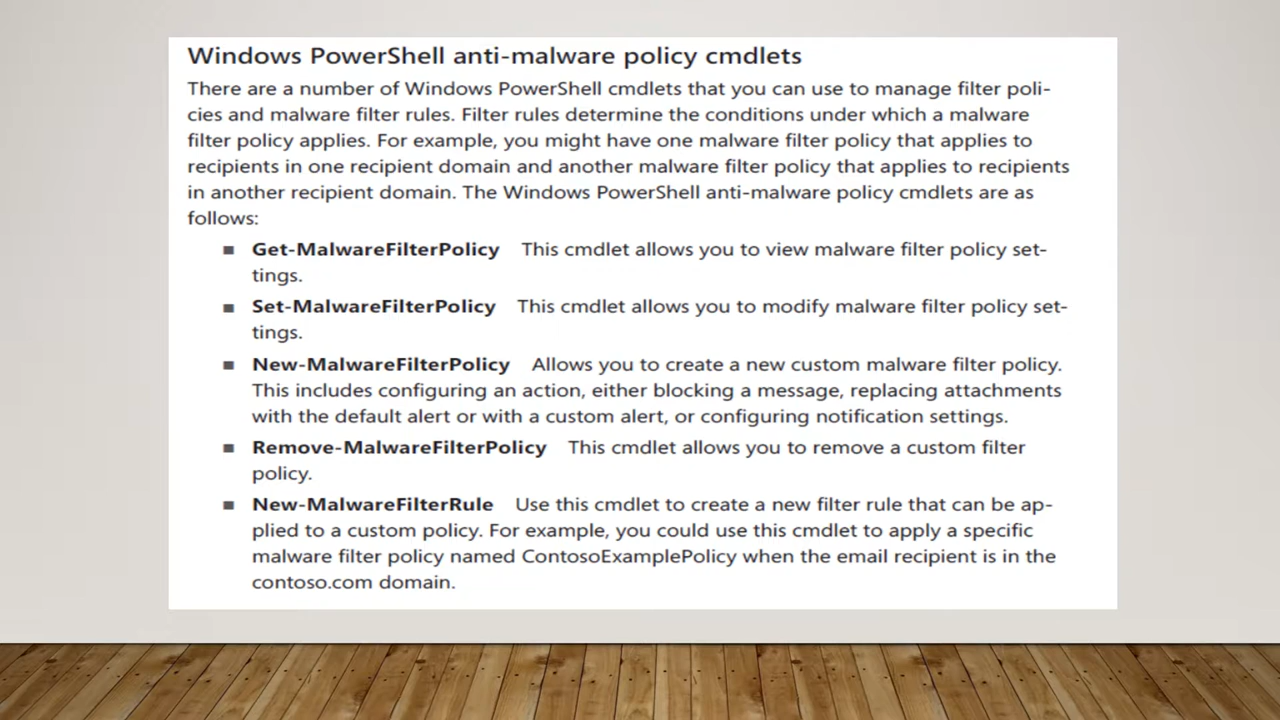 Windows PowerShell anti-malware policy cmdlets
There are a number of Windows PowerShell cmdlets that you can use to manage filter poli-
cies and malware filter rules. Filter rules determine the conditions under which a malware
filter policy applies. For example, you might have one malware filter policy that applies to
recipients in one recipient domain and another malware filter policy that applies to recipients
in another recipient domain. The Windows PowerShell anti-malware policy cmdlets are as
follows:
■ Get-MalwareFilterPolicy This cmdlet allows you to view malware filter policy set-
tings.
■ Set-MalwareFilterPolicy This cmdlet allows you to modify malware filter policy set-
tings.
■ New-MalwareFilterPolicy Allows you to create a new custom malware filter policy.
This includes configuring an action, either blocking a message, replacing attachments
with the default alert or with a custom alert, or configuring notification settings.
■ Remove-MalwareFilterPolicy This cmdlet allows you to remove a custom filter
policy.
■ New-MalwareFilterRule Use this cmdlet to create a new filter rule that can be ap-
plied to a custom policy. For example, you could use this cmdlet to apply a specific
malware filter policy named ContosoExamplePolicy when the email recipient is in the
contoso.com domain.